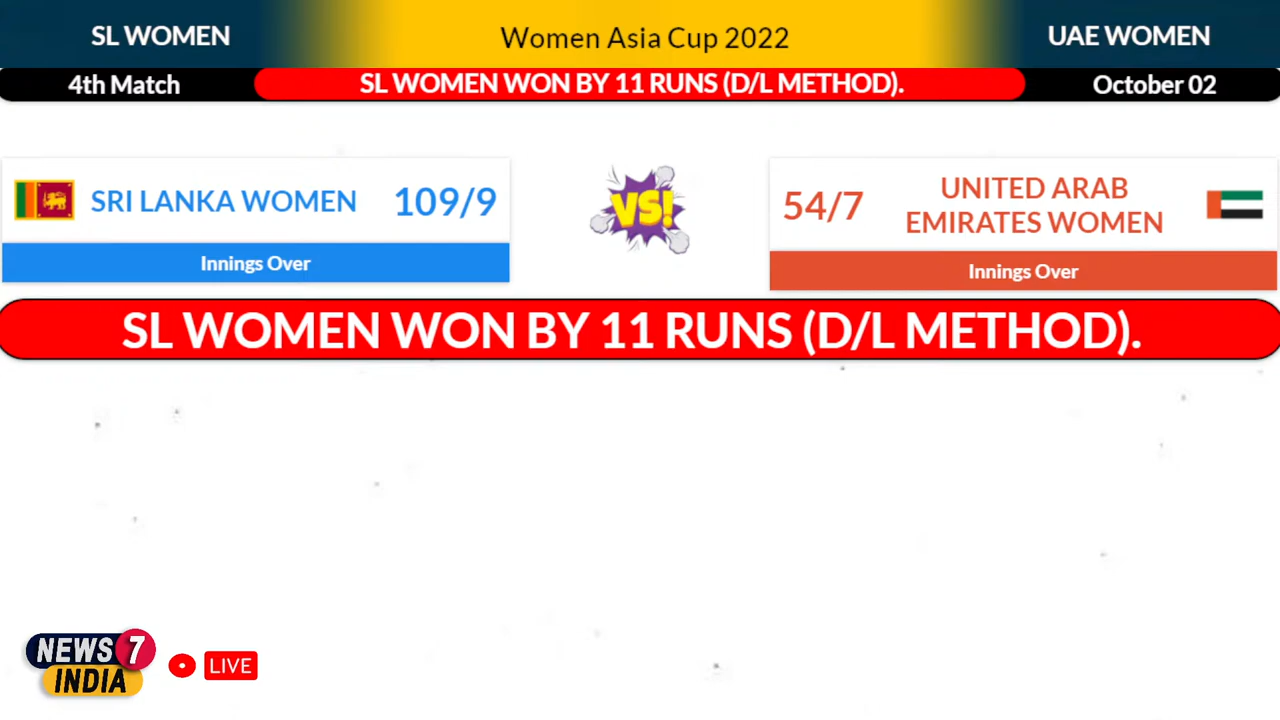 SL WOMEN
Women Asia Cup 2022
UAE WOMEN
4th Match
SL WOMEN WON BY 11 RUNS (D/L METHOD).
October 02
SRI LANKA WOMEN
109/9
VS!
54/7
UNITED ARAB
EMIRATES WOMEN
Innings Over
Innings Over
SL WOMEN WON BY 11 RUNS (D/L METHOD).
NEWS 7
INDIA
LIVE